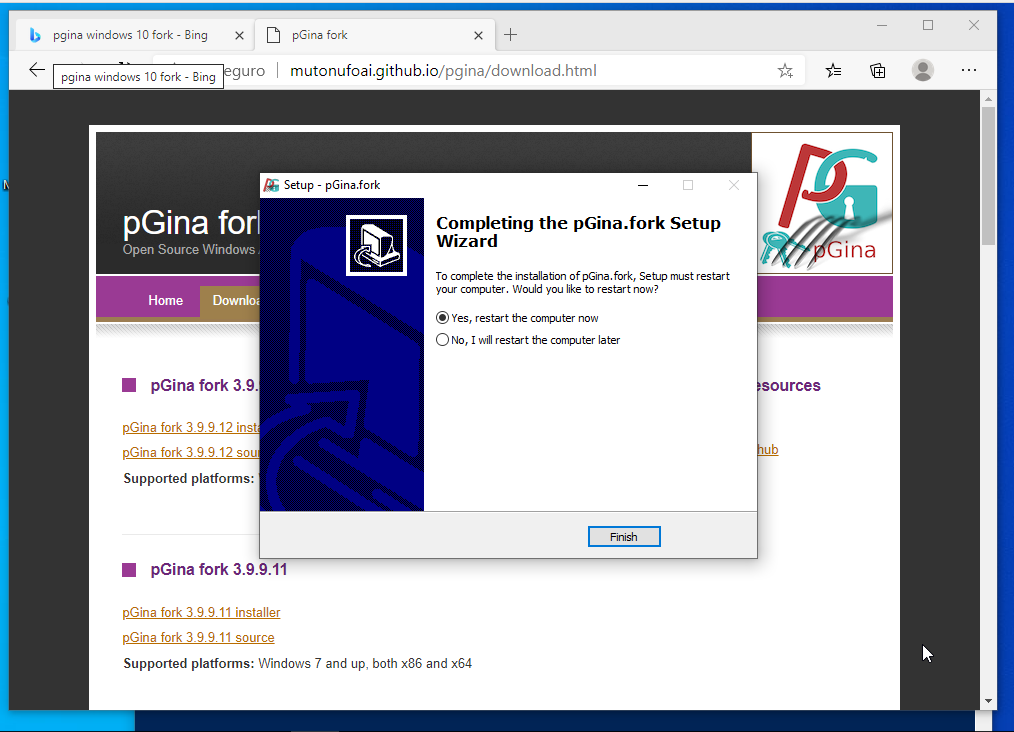 pgina windows 10 fork - Bing
pGina fork
pgina windows 10 fork - Bing
eguro
mutonufoai.github.io/pgina/download.html
pGina for
Open Source Windows
pGina
Home
Downloa
Setup - pGina.fork
Completing the pGina.fork Setup
Wizard
To complete the installation of pGina.fork, Setup must restart
your computer. Would you like to restart now?
Yes, restart the computer now
No, I will restart the computer later
Finish
pGina fork 3.9.
esources
pGina fork 3.9.9.12 insta
pGina fork 3.9.9.12 sour
hub
Supported platforms:
pGina fork 3.9.9.11
pGina fork 3.9.9.11 installer
pGina fork 3.9.9.11 source
Supported platforms: Windows 7 and up, both x86 and x64